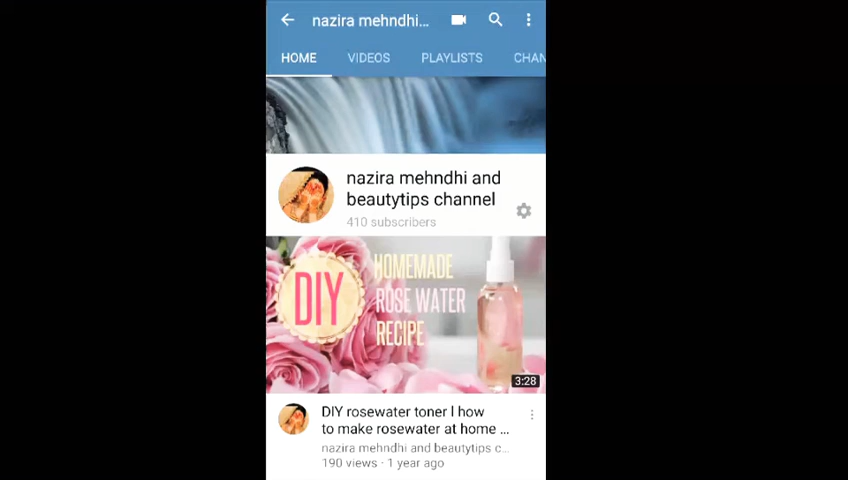 nazira mehndhi...
HOME VIDEOS PLAYLISTS CHAN
nazira mehndhi and
beautytips channel
410 subscribers
DIY
HOMEMADE
ROSE WATER
RECIPE
3:28
DIY rosewater toner l how
to make rosewater at home ...
nazira mehndhi and beautytips c...
190 views · 1 year ago